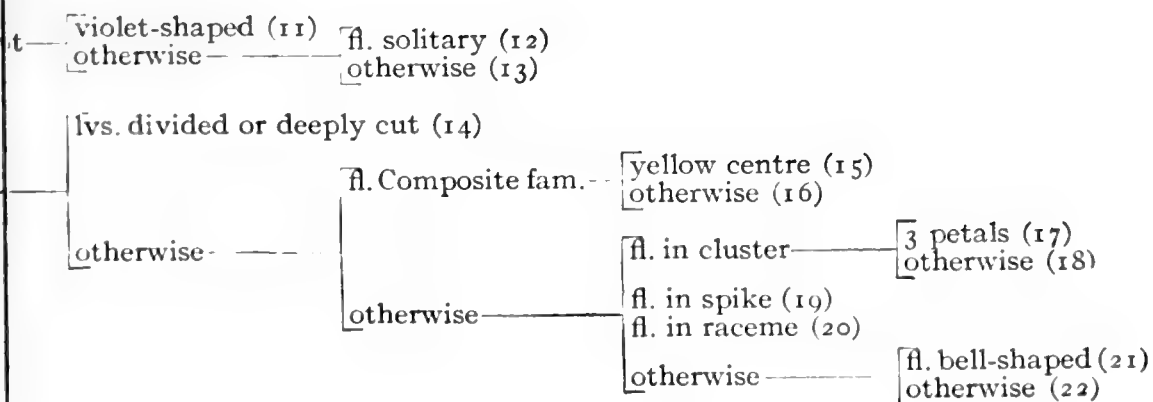 t violet-shaped (11)
otherwise fl. solitary (12)
otherwise (13)
lvs. divided or deeply cut (14)
fl. Composite fam. yellow centre (15)
otherwise (16)
otherwise
fl. in cluster 3 petals (17)
otherwise (18)
otherwise
fl. in spike (19)
fl. in raceme (20)
otherwise fl. bell-shaped (21)
otherwise (22)